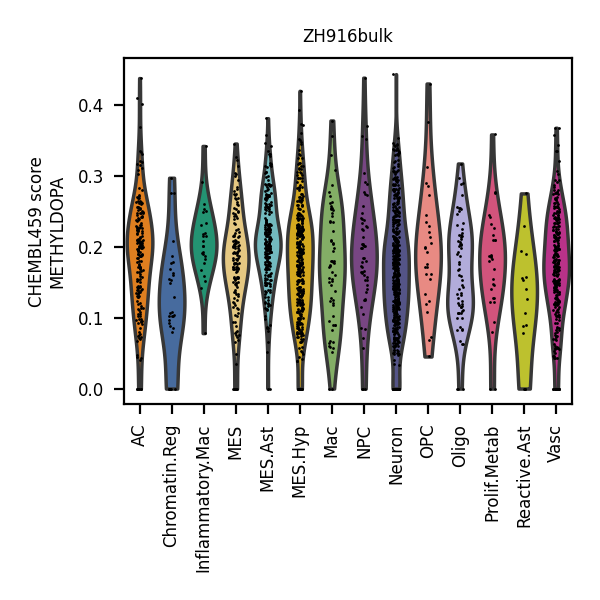 ZH916bulk
CHEMBL459 score
METHYLDOPA
0.4
0.3
0.2
0.1
0.0
AC
Chromatin.Reg
Inflammatory.Mac
MES
MES.Ast
MES.Hyp
Mac
NPC
Neuron
OPC
Oligo
Prolif.Metab
Reactive.Ast
Vasc